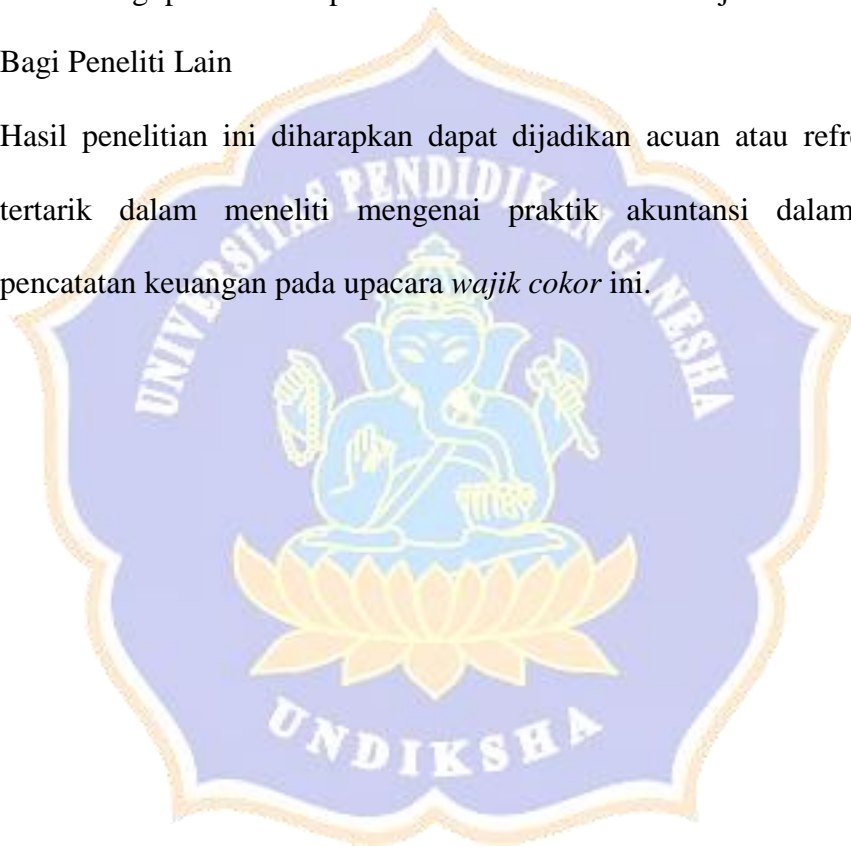 Bagi Peneliti Lain
Hasil penelitian ini diharapkan dapat dijadikan acuan atau refr
tertarik dalam meneliti mengenai praktik akuntansi dalam
pencatatan keuangan pada upacara wajik cokor ini.
UNIVERSITAS PENDIDIKAN GANESHA
UNDIKSHA